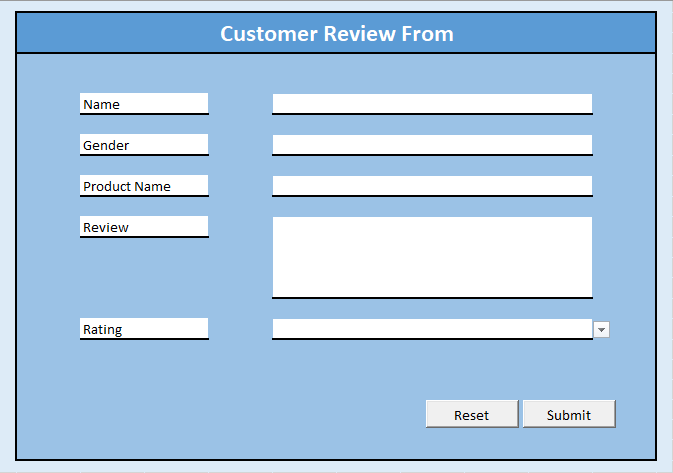 Customer Review From
Name
Gender
Product Name
Review
Rating
Reset Submit